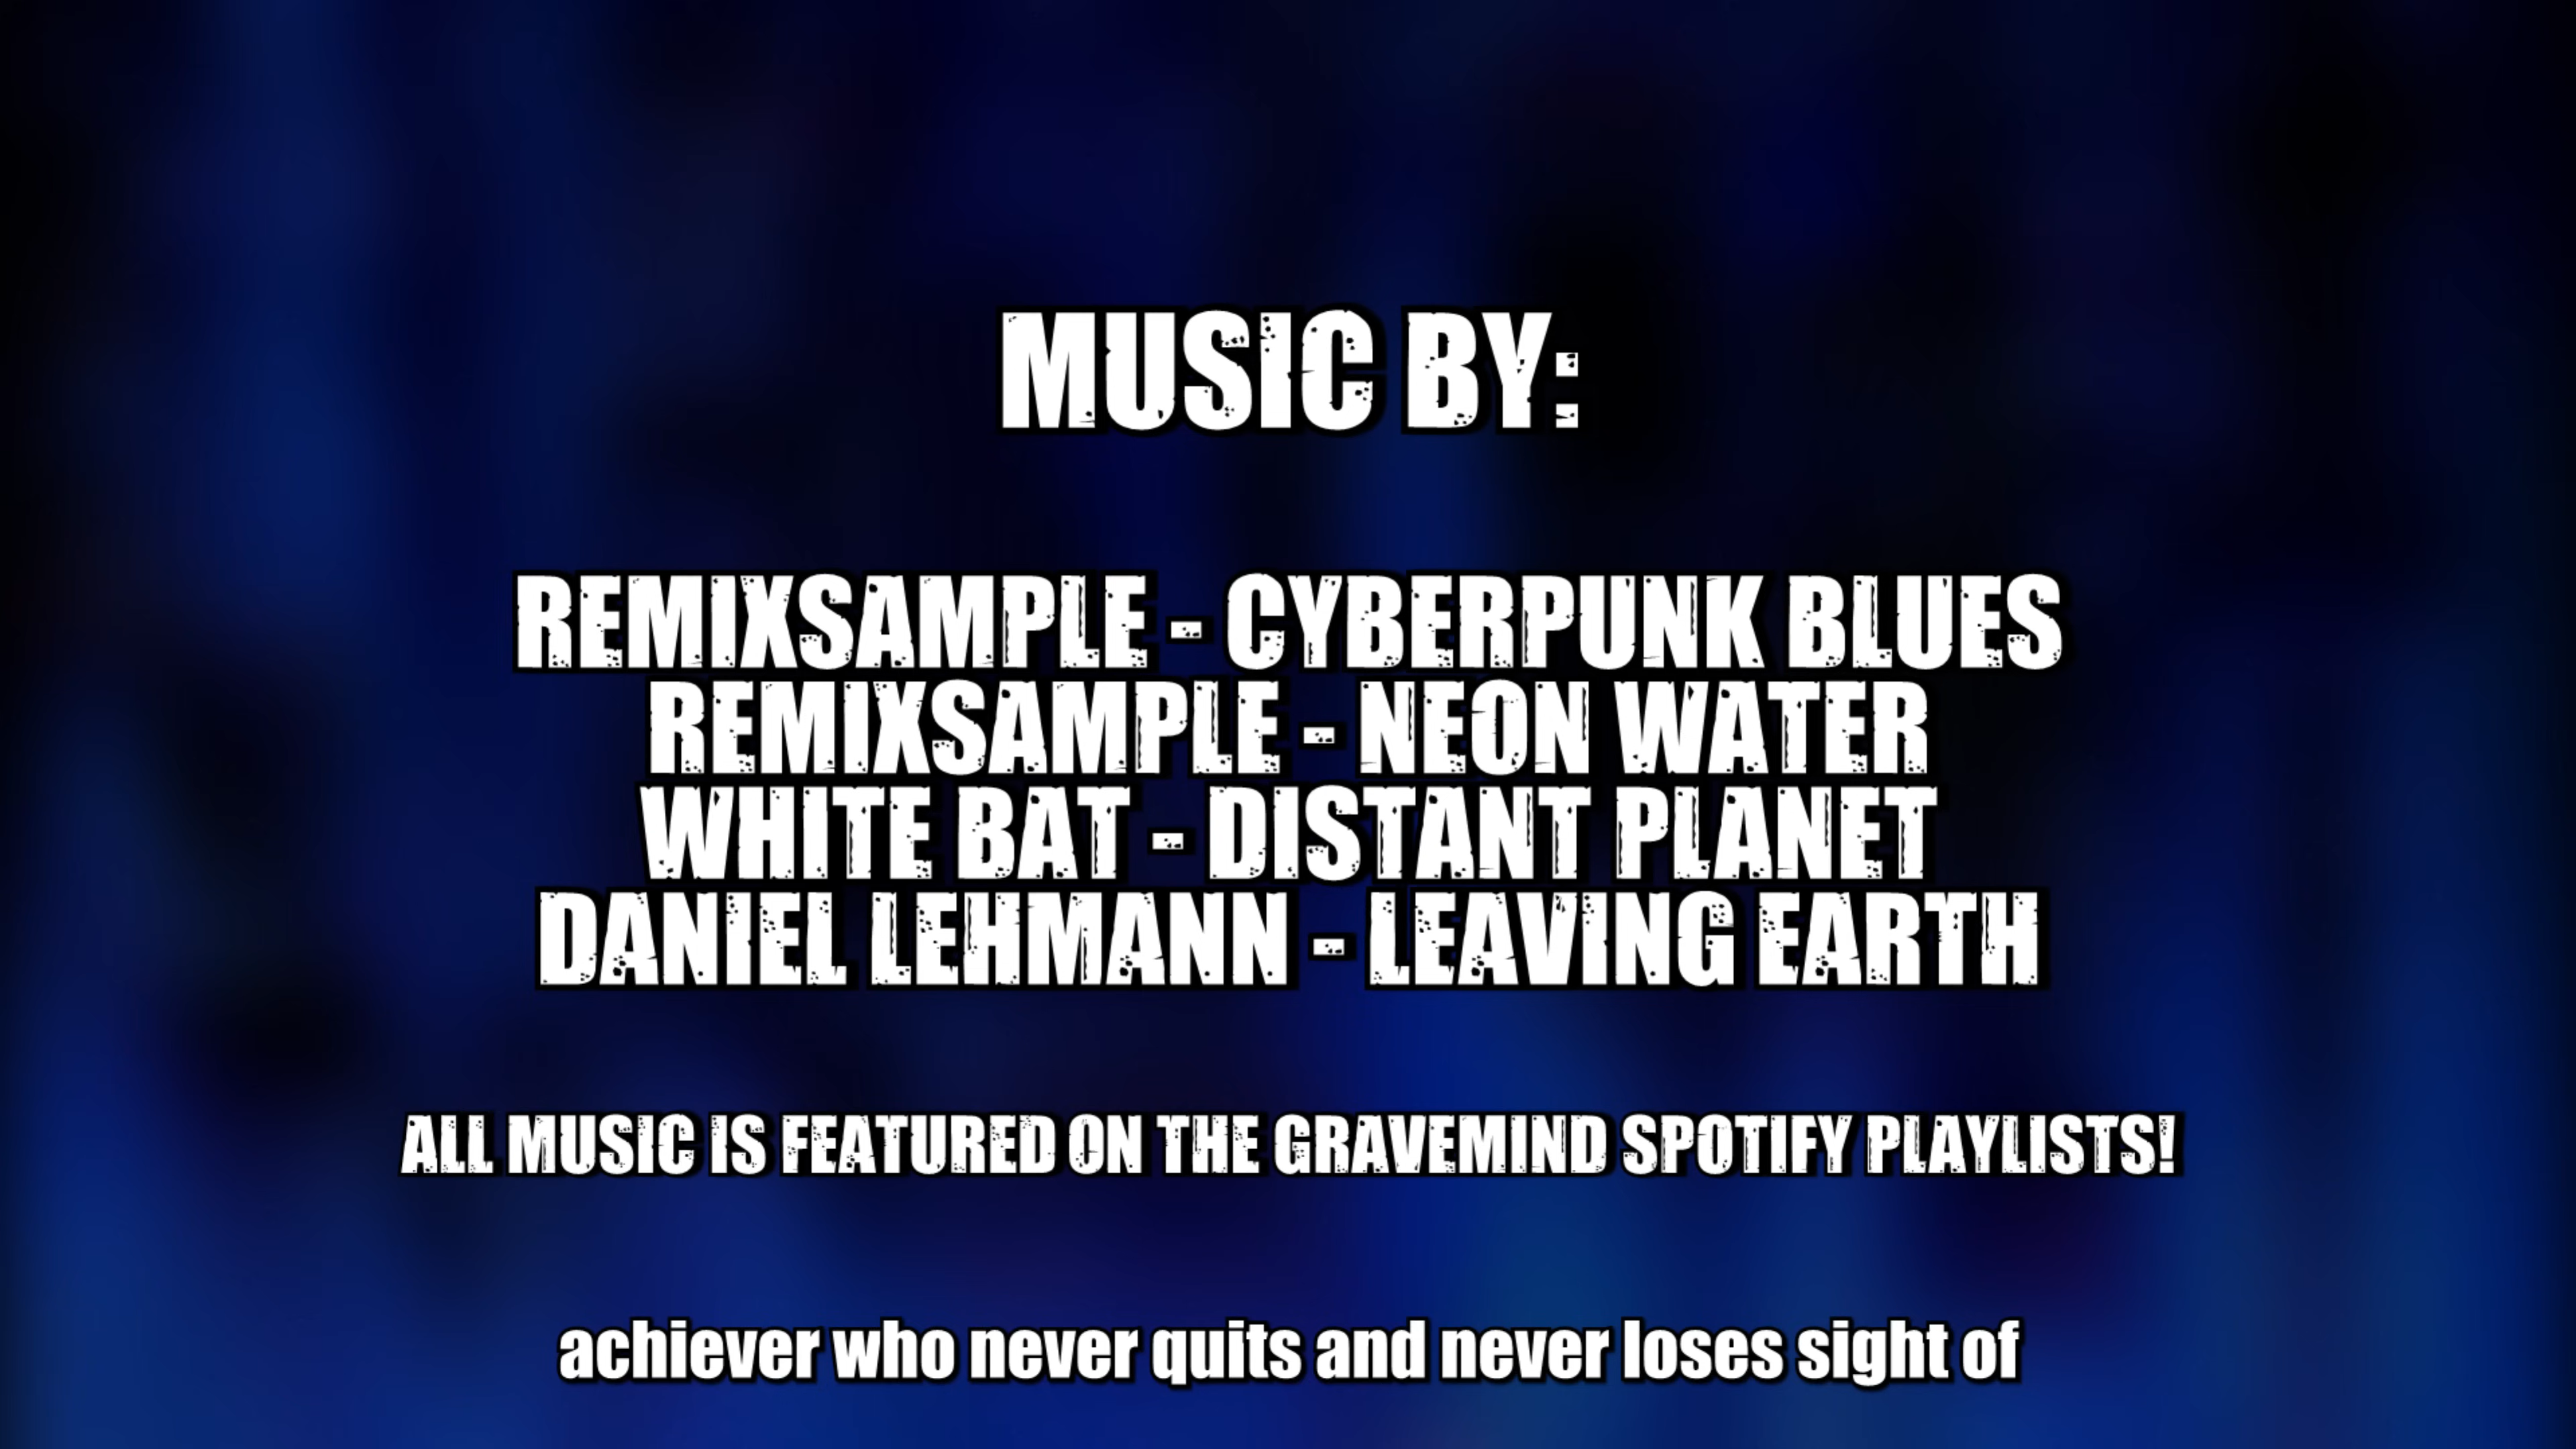 MUSIC BY:
REMIXSAMPLE - CYBERPUNK BLUES
REMIXSAMPLE - NEON WATER
WHITE BAT - DISTANT PLANET
DANIEL LEHMANN - LEAVING EARTH
ALL MUSIC IS FEATURED ON THE GRAVEMIND SPOTIFY PLAYLISTS!
achiever who never quits and never loses sight of